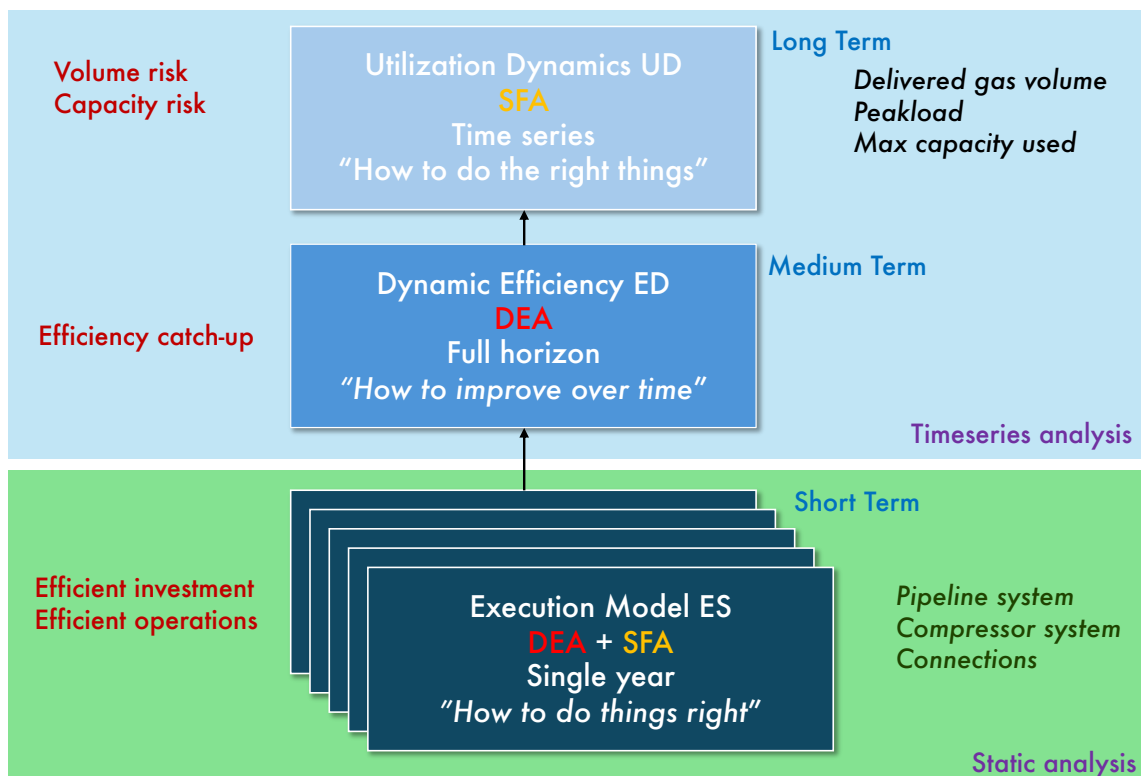 Volume risk
Capacity risk
Utilization Dynamics UD
SFA
Time series
“How to do the right things”
Long Term
Delivered gas volume
Peakload
Max capacity used
Efficiency catch-up
Dynamic Efficiency ED
DEA
Full horizon
“How to improve over time”
Medium Term
Timeseries analysis
Efficient investment
Efficient operations
Short Term
Execution Model ES
DEA + SFA
Single year
“How to do things right”
Pipeline system
Compressor system
Connections
Static analysis